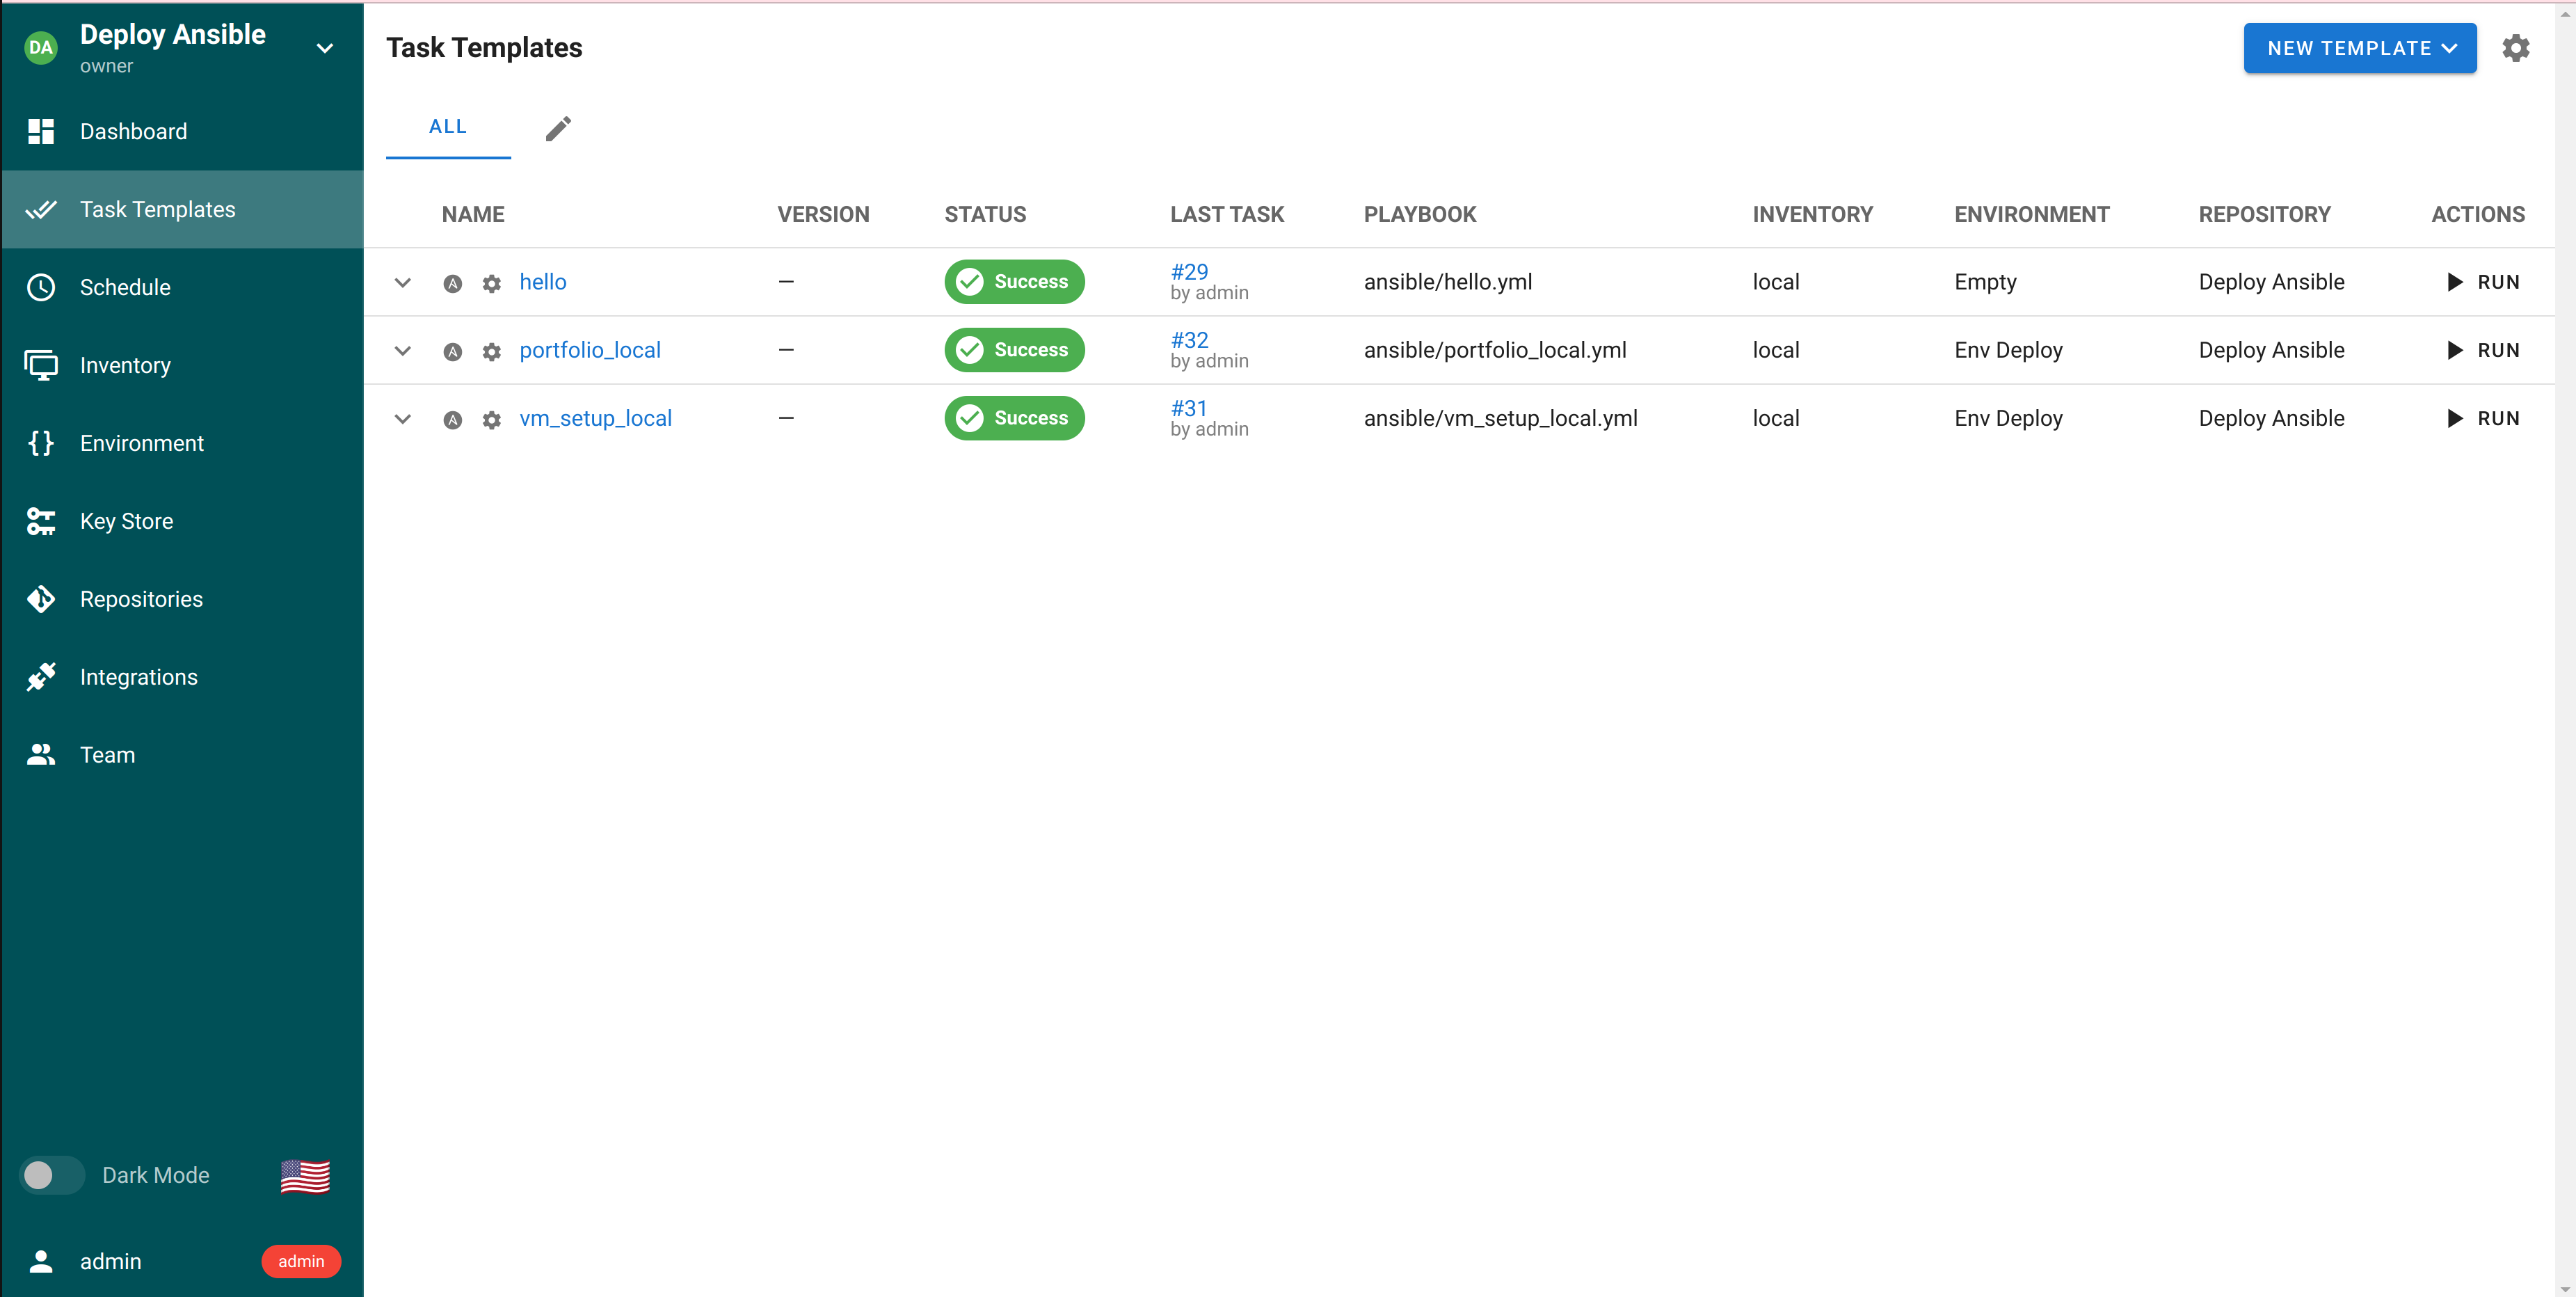 DA
Deploy Ansible
owner
Dashboard
Task Templates
Schedule
Inventory
Environment
Key Store
Repositories
Integrations
Team
Dark Mode
admin admin
Task Templates
NEW TEMPLATE
ALL
NAME VERSION STATUS LAST TASK PLAYBOOK INVENTORY ENVIRONMENT REPOSITORY ACTIONS
A hello — Success #29 by admin ansible/hello.yml local Empty Deploy Ansible RUN
A portfolio_local — Success #32 by admin ansible/portfolio_local.yml local Env Deploy Deploy Ansible RUN
A vm_setup_local — Success #31 by admin ansible/vm_setup_local.yml local Env Deploy Deploy Ansible RUN